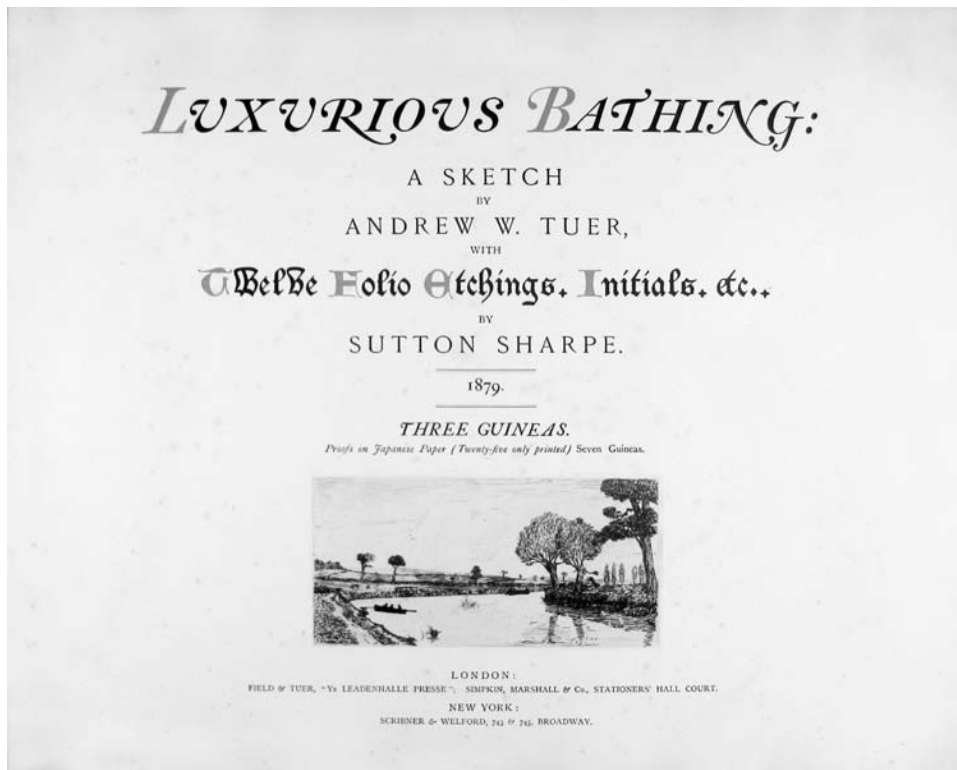 LUXURIOUS BATHING:
A SKETCH
BY
ANDREW W. TUER,
WITH
Twelve Folio Etchings. Initials. etc..
BY
SUTTON SHARPE.
1879.
THREE GUINEAS.
Proofs on Japanese Paper (Twenty-five only printed) Seven Guineas.
LONDON:
FIELD & TUER, "Ye LEADENHALLE PRESSE"; SIMPKIN, MARSHALL & Co., STATIONERS' HALL COURT.
NEW YORK:
SCRIBNER & WELFORD, 743 & 745, BROADWAY.